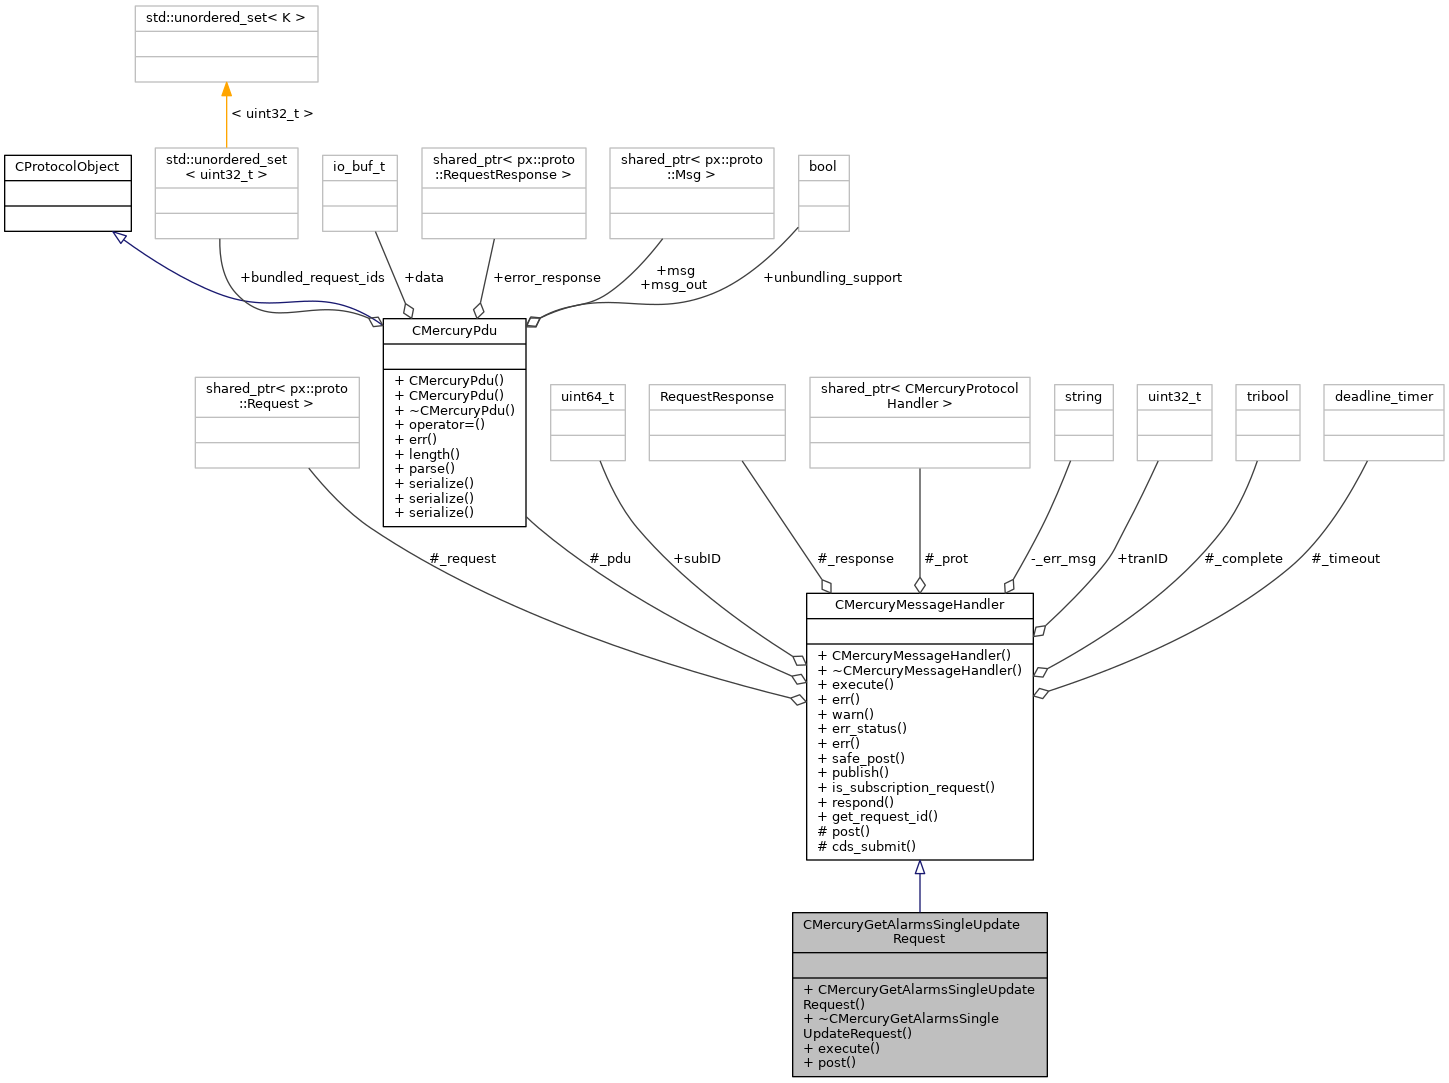 std::unordered_set< K >
< uint32_t >
CProtocolObject
std::unordered_set
< uint32_t >
io_buf_t
shared_ptr< px::proto
::RequestResponse >
shared_ptr< px::proto
::Msg >
bool
+bundled_request_ids
+data
+error_response
+msg
+msg_out
+unbundling_support
CMercuryPdu
+ CMercuryPdu()
+ CMercuryPdu()
+ ~CMercuryPdu()
+ operator=()
+ err()
+ length()
+ parse()
+ serialize()
+ serialize()
+ serialize()
shared_ptr< px::proto
::Request >
uint64_t
RequestResponse
shared_ptr< CMercuryProtocol
Handler >
string
uint32_t
tribool
deadline_timer
#_request
#_pdu
+subID
#_response
#_prot
-_err_msg
+tranID
#_complete
#_timeout
CMercuryMessageHandler
+ CMercuryMessageHandler()
+ ~CMercuryMessageHandler()
+ execute()
+ err()
+ warn()
+ err_status()
+ err()
+ safe_post()
+ publish()
+ is_subscription_request()
+ respond()
+ get_request_id()
# post()
# cds_submit()
CMercuryGetAlarmsSingleUpdate
Request
+ CMercuryGetAlarmsSingleUpdate
Request()
+ ~CMercuryGetAlarmsSingle
UpdateRequest()
+ execute()
+ post()